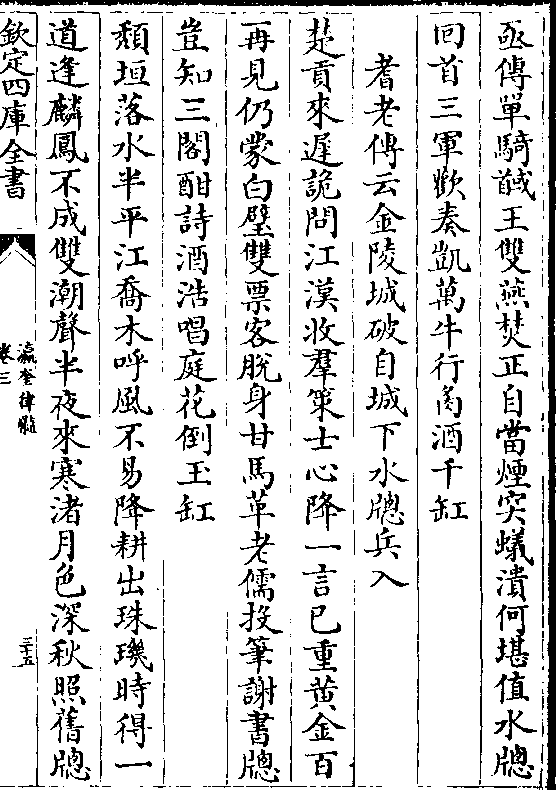 亟傳單騎馘王雙燕焚正自當煙突蟻潰何堪值水牕
回首三軍歡奏凱萬牛行酒千缸
耆老傳云金陵城破自城下水牕兵入
楚貢來遲詭問江漢收羣策士心降一言已重黄金百
再見仍蒙白璧雙票客脫身甘馬革老儒投筆謝書牕
豈知三閣酣詩酒浩唱庭花倒玉缸
頽垣落水半平江喬木呼風不易降耕出珠璣時得一
道逢麟鳳不成雙潮聲半夜來寒渚月色深秋照舊牕
欽定四庫全書
瀛奎律髓
卷三
三十五